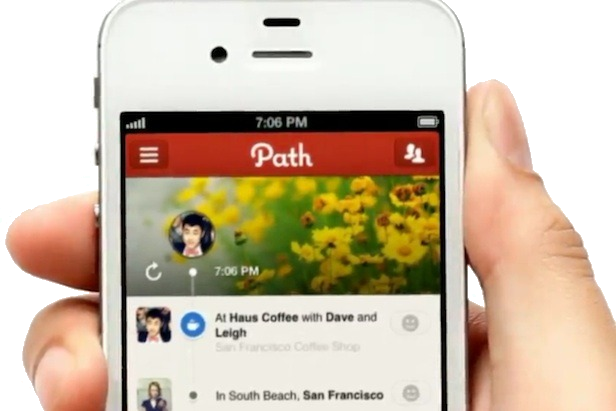 7:06 PM
Path
7:06 PM
At Haus Coffee with Dave and
Leigh
San Francisco Coffee Shop
In South Beach, San Francisco